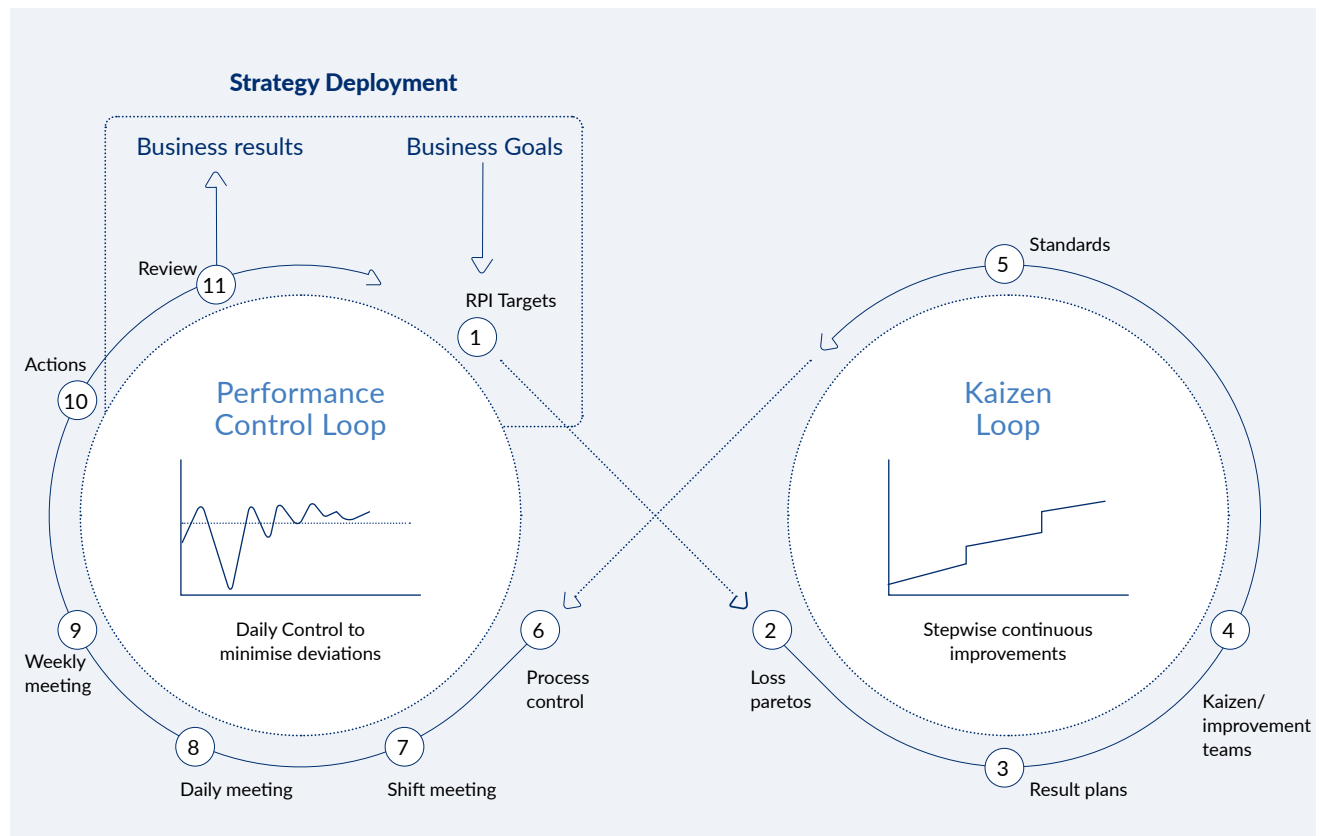 Strategy Deployment
Business results
Business Goals
Review
11
RPI Targets
1
Actions
10
Performance
Control Loop
Daily Control to
minimise deviations
9
Weekly
meeting
8
Daily meeting
7
Shift meeting
6
Process
control
5
Standards
Kaizen
Loop
Stepwise continuous
improvements
2
Loss
paretos
3
Result plans
4
Kaizen/
improvement
teams